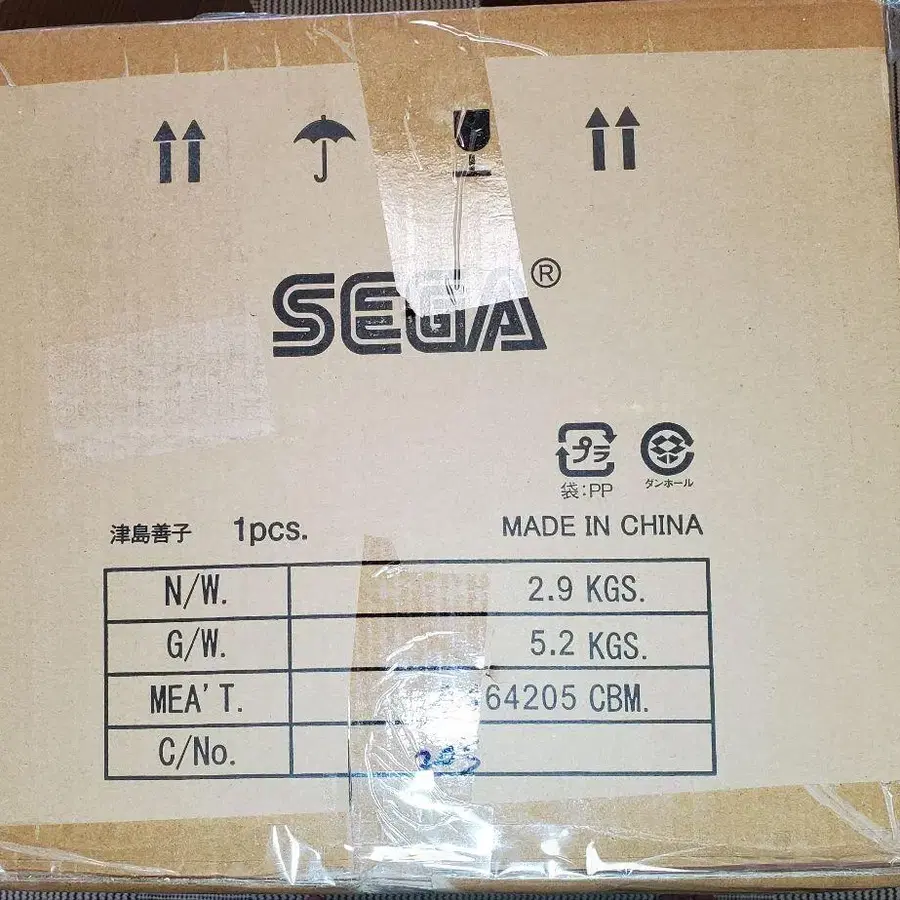 SEGA®
プラ
袋:PP
ダンボール
津島善子 1pcs. MADE IN CHINA
N/W. 2.9 KGS.
G/W. 5.2 KGS.
MEA'T. 64205 CBM.
C/No.